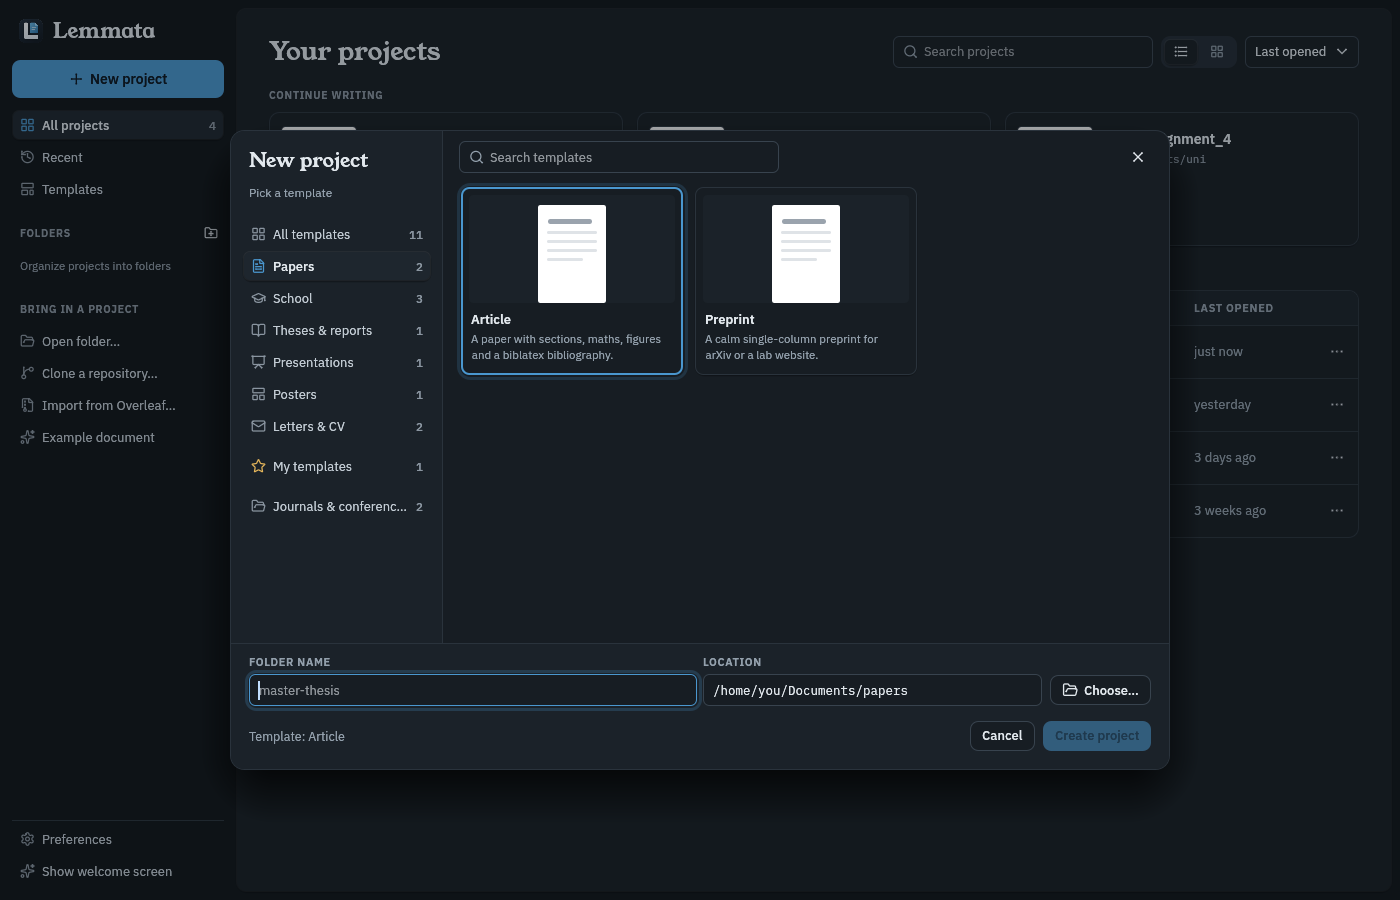 Lemmata
New project
All projects 4
Recent
Templates
FOLDERS
Organize projects into folders
BRING IN A PROJECT
Open folder...
Clone a repository...
Import from Overleaf...
Example document
Preferences
Show welcome screen
Your projects
Search projects
Last opened
CONTINUE WRITING
gnment_4
ts/uni
LAST OPENED
just now
yesterday
3 days ago
3 weeks ago
New project
Pick a template
All templates 11
Papers 2
School 3
Theses & reports 1
Presentations 1
Posters 1
Letters & CV 2
My templates 1
Journals & conferenc... 2
Search templates
Article
A paper with sections, maths, figures
and a biblatex bibliography.
Preprint
A calm single-column preprint for
arXiv or a lab website.
FOLDER NAME
master-thesis
LOCATION
/home/you/Documents/papers
Choose...
Template: Article
Cancel
Create project